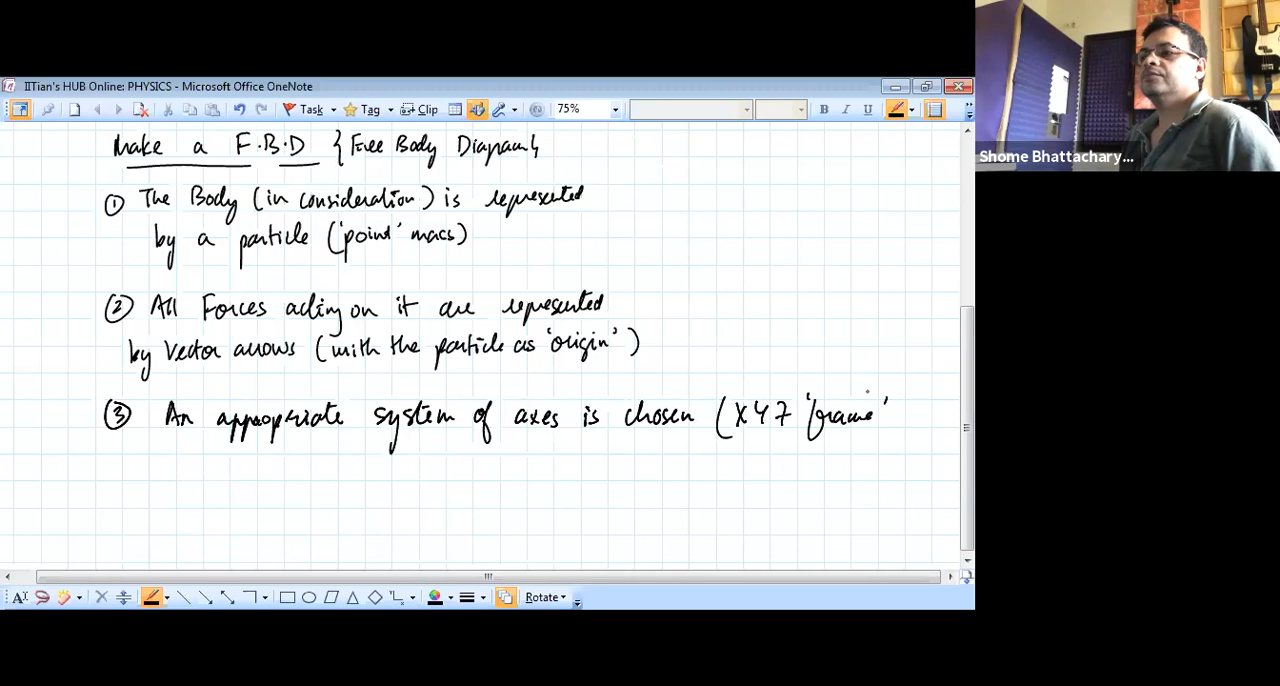 IITian's HUB Online: PHYSICS - Microsoft Office OneNote
Task Tag Clip 75% B I U
Make a F.B.D {Free Body Diagram}
① The Body (in consideration) is represented
by a particle ('point' mass)
② All Forces acting on it are represented
by Vector arrows (with the particle as 'origin')
③ An appropriate system of axes is chosen (XYZ 'frame'
Rotate
Shome Bhattachary...